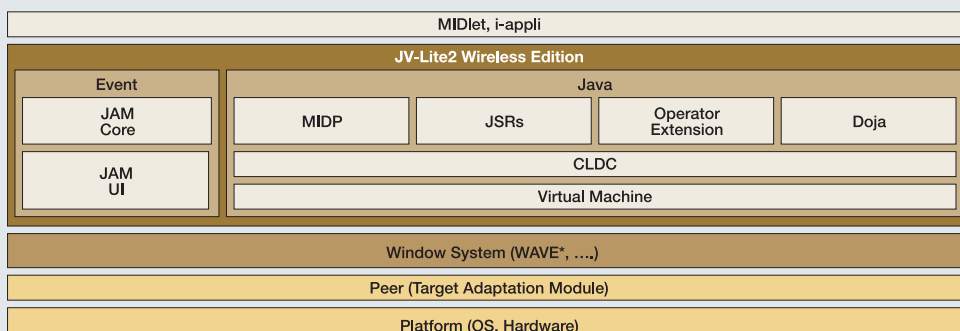 MIDlet, i-appli
JV-Lite2 Wireless Edition
Event
JAM
Core
JAM
UI
Java
MIDP
JSRs
Operator
Extension
Doja
CLDC
Virtual Machine
Window System (WAVE*, ....)
Peer (Target Adaptation Module)
Platform (OS, Hardware)